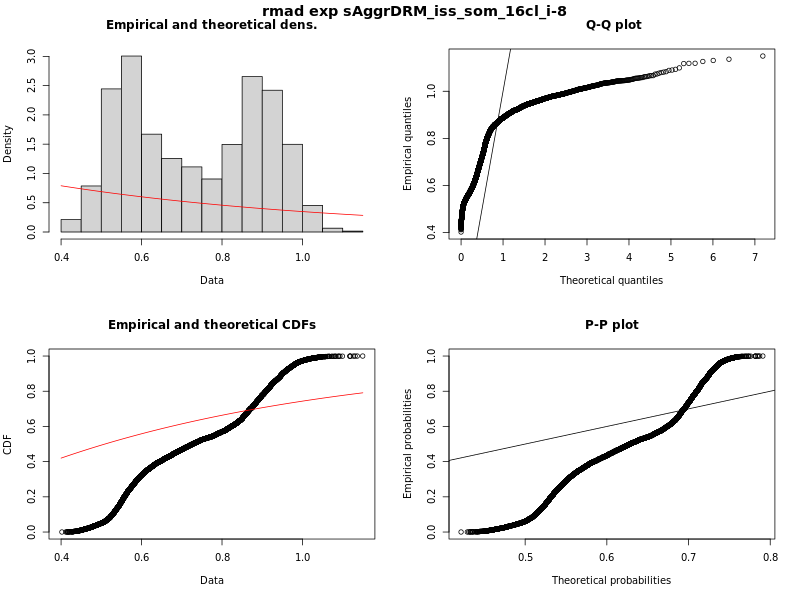 rmad exp sAggrDRM_iss_som_16cl_i-8
Empirical and theoretical dens.
Density
0.0 0.5 1.0 1.5 2.0 2.5 3.0
0.4 0.6 0.8 1.0
Data
Q-Q plot
Empirical quantiles
0.4 0.6 0.8 1.0
0 1 2 3 4 5 6 7
Theoretical quantiles
Empirical and theoretical CDFs
CDF
0.0 0.2 0.4 0.6 0.8 1.0
0.4 0.6 0.8 1.0
Data
P-P plot
Empirical probabilities
0.0 0.2 0.4 0.6 0.8 1.0
0.5 0.6 0.7 0.8
Theoretical probabilities